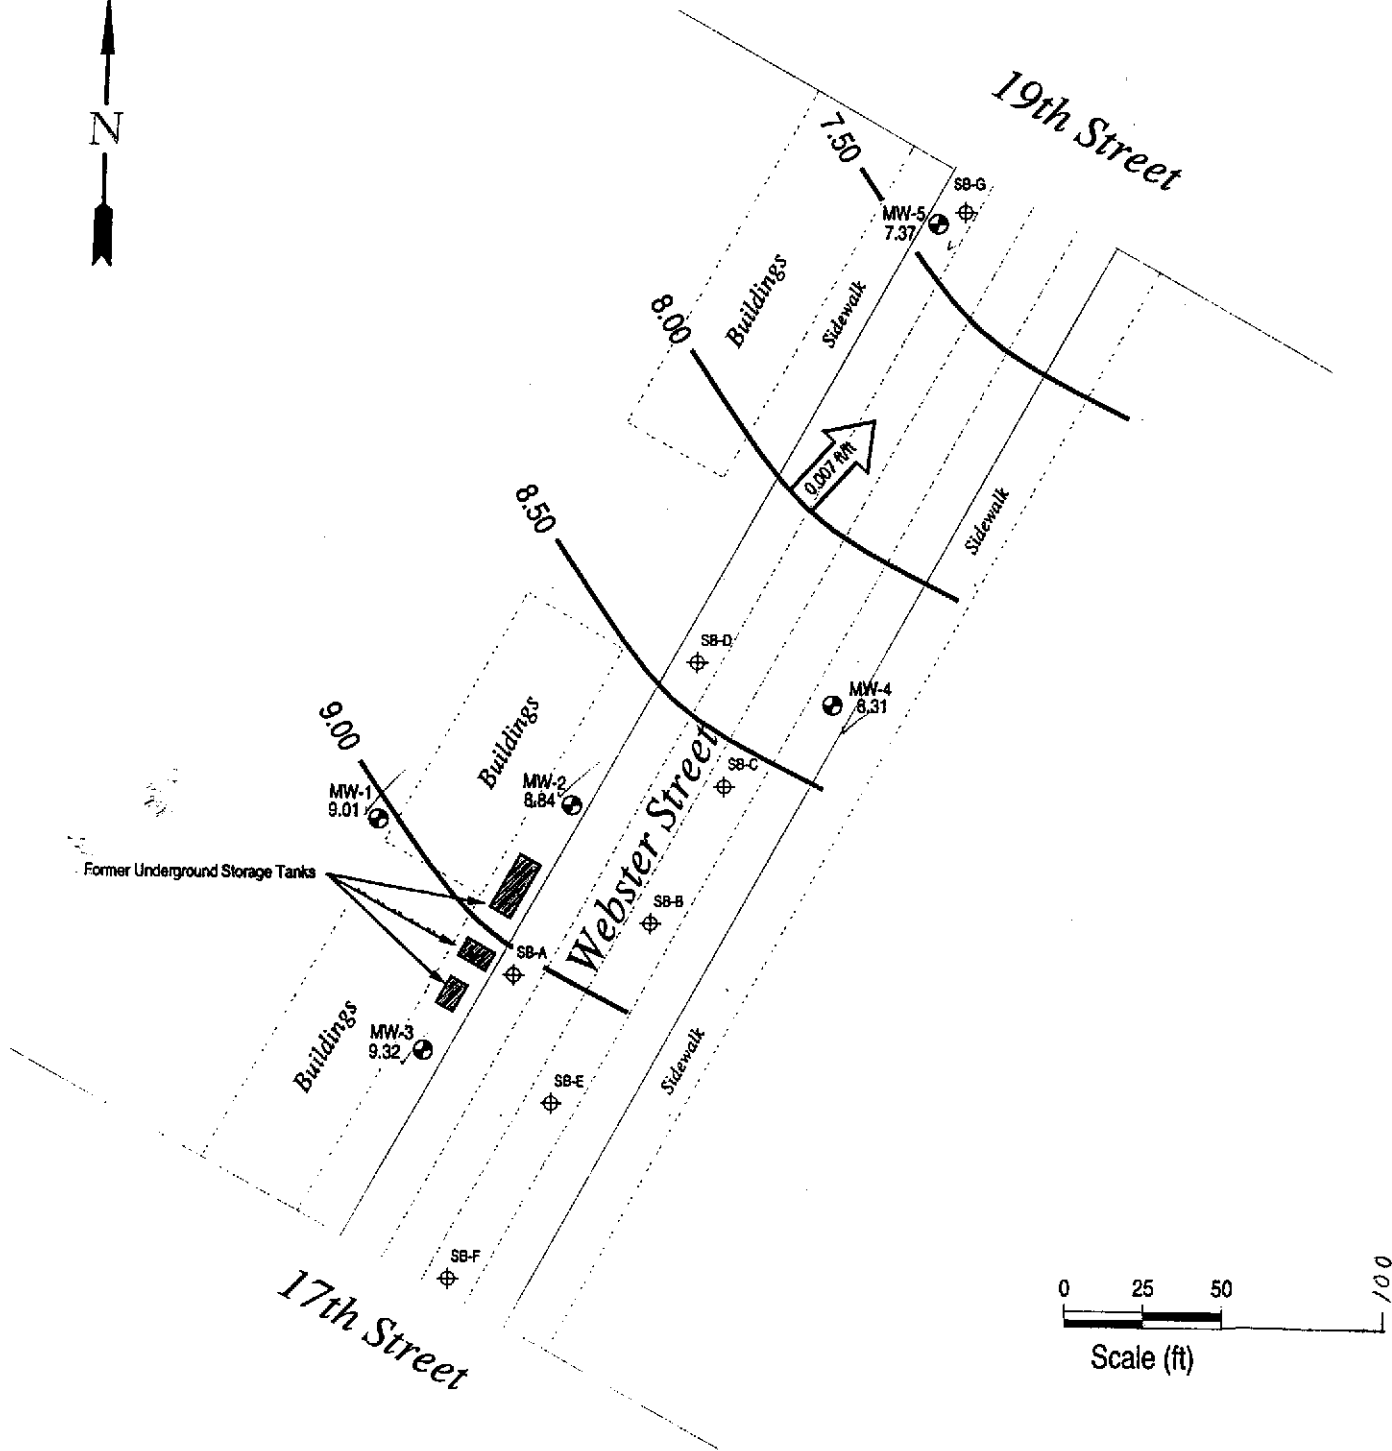 N
19th Street
7.50
SB-G
MW-5
7.37
Buildings
Sidewalk
8.00
0.007 ft/ft
8.50
Sidewalk
SB-D
MW-4
8.31
9.00
Buildings
MW-1
9.01
MW-2
8.84
SB-C
Webster Street
Former Underground Storage Tanks
SB-B
SB-A
Buildings
MW-3
9.32
SB-E
Sidewalk
SB-F
17th Street
0 25 50 100
Scale (ft)